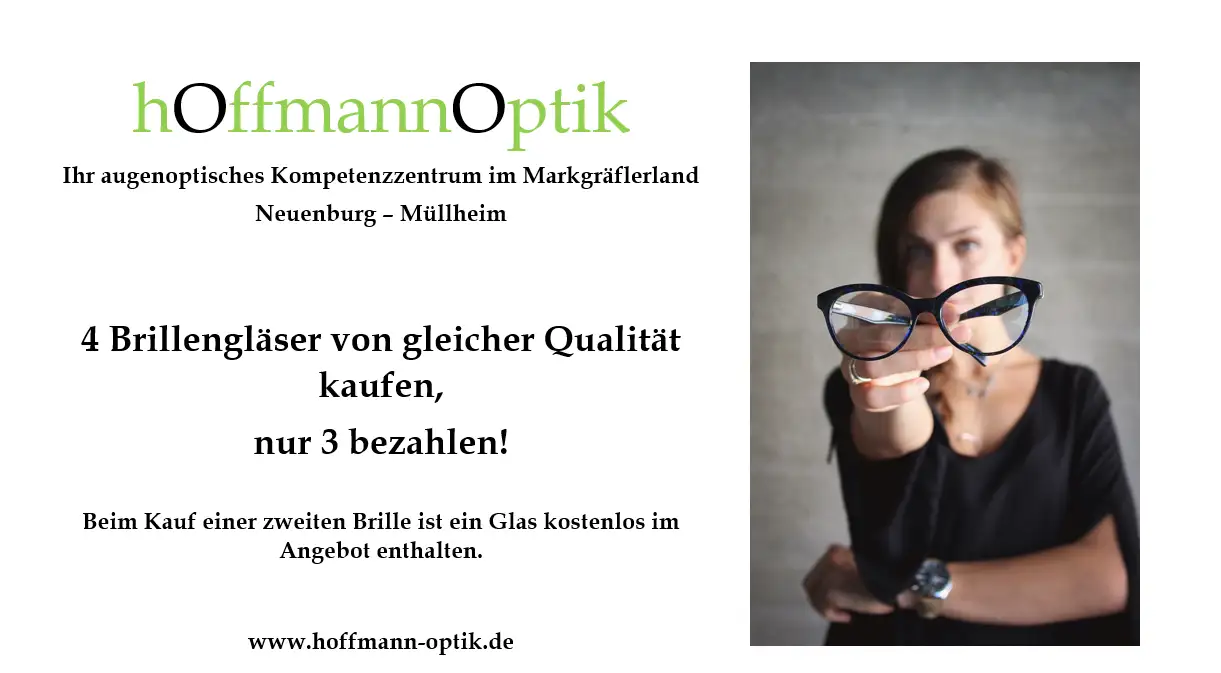 hOffmannOptik
Ihr augenoptisches Kompetenzzentrum im Markgräflerland
Neuenburg – Müllheim
4 Brillengläser von gleicher Qualität
kaufen,
nur 3 bezahlen!
Beim Kauf einer zweiten Brille ist ein Glas kostenlos im
Angebot enthalten.
www.hoffmann-optik.de